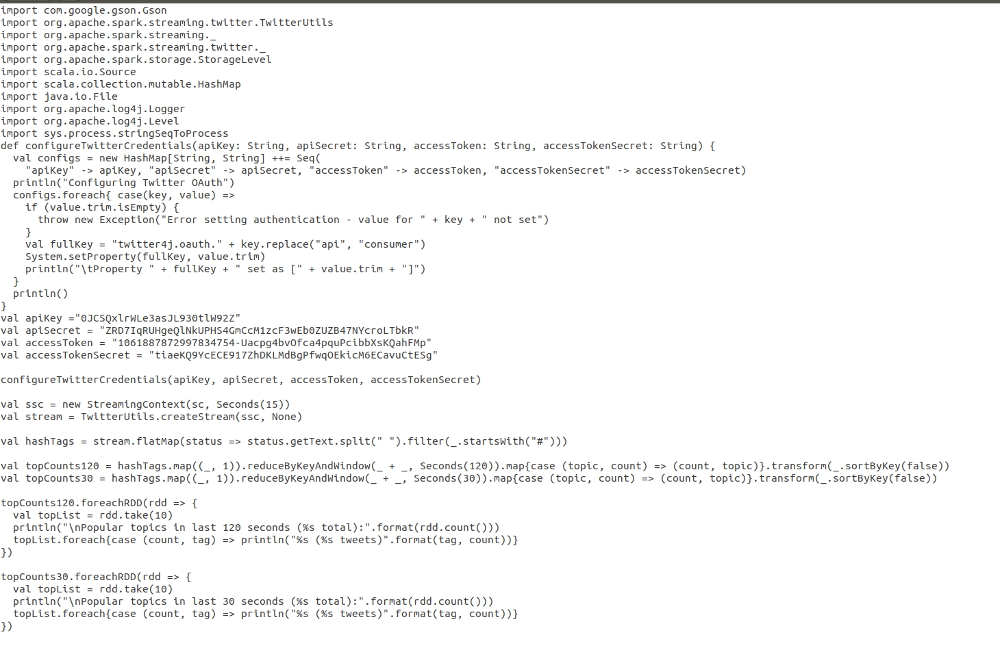 import com.google.gson.Gson
import org.apache.spark.streaming.twitter.TwitterUtils
import org.apache.spark.streaming._
import org.apache.spark.streaming.twitter._
import org.apache.spark.storage.StorageLevel
import scala.io.Source
import scala.collection.mutable.HashMap
import java.io.File
import org.apache.log4j.Logger
import org.apache.log4j.Level
import sys.process.stringSeqToProcess
def configureTwitterCredentials(apiKey: String, apiSecret: String, accessToken: String, accessTokenSecret: String) {
  val configs = new HashMap[String, String] ++= Seq(
    "apiKey" -> apiKey, "apiSecret" -> apiSecret, "accessToken" -> accessToken, "accessTokenSecret" -> accessTokenSecret)
  println("Configuring Twitter OAuth")
  configs.foreach{ case(key, value) =>
    if (value.trim.isEmpty) {
      throw new Exception("Error setting authentication - value for " + key + " not set")
    }
    val fullKey = "twitter4j.oauth." + key.replace("api", "consumer")
    System.setProperty(fullKey, value.trim)
    println("\tProperty " + fullKey + " set as [" + value.trim + "]")
  }
  println()
}
val apiKey ="0JCSQxlrWLe3asJL930tlW92Z"
val apiSecret = "ZRD7IqRUHgeQlNkUPHS4GmCcM1zcF3wEb0ZUZB47NYcroLTbkR"
val accessToken = "1061887872997834754-Uacpg4bvOfca4pquPcibbXsKQahFMp"
val accessTokenSecret = "tiaeKQ9YcECE917ZhDKLMdBgPfwqOEkicM6ECavuCtESg"

configureTwitterCredentials(apiKey, apiSecret, accessToken, accessTokenSecret)

val ssc = new StreamingContext(sc, Seconds(15))
val stream = TwitterUtils.createStream(ssc, None)

val hashTags = stream.flatMap(status => status.getText.split(" ").filter(_.startsWith("#")))

val topCounts120 = hashTags.map((_, 1)).reduceByKeyAndWindow(_ + _, Seconds(120)).map{case (topic, count) => (count, topic)}.transform(_.sortByKey(false))
val topCounts30 = hashTags.map((_, 1)).reduceByKeyAndWindow(_ + _, Seconds(30)).map{case (topic, count) => (count, topic)}.transform(_.sortByKey(false))

topCounts120.foreachRDD(rdd => {
  val topList = rdd.take(10)
  println("\nPopular topics in last 120 seconds (%s total):".format(rdd.count()))
  topList.foreach{case (count, tag) => println("%s (%s tweets)".format(tag, count))}
})

topCounts30.foreachRDD(rdd => {
  val topList = rdd.take(10)
  println("\nPopular topics in last 30 seconds (%s total):".format(rdd.count()))
  topList.foreach{case (count, tag) => println("%s (%s tweets)".format(tag, count))}
})